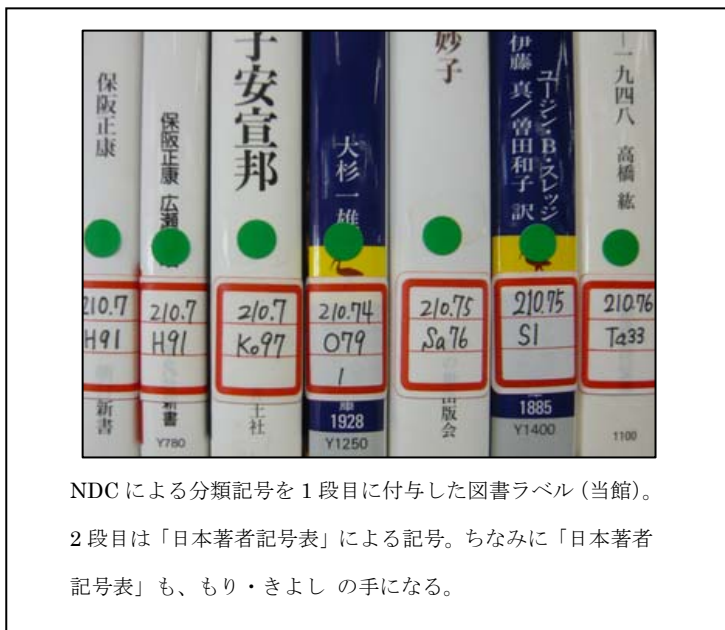 保阪正康
保阪正康 広瀬
子安宣邦
大杉一雄
妙子
ユージン・B・スレッジ
伊藤 真/曽田和子 訳
一九四八 高橋 紘
210.7
H91
新書
210.7
H91
新書
Y780
210.7
Ko97
土社
210.74
O79
1
1928
Y1250
210.75
Sa76
出版会
210.75
Sl
1885
Y1400
210.76
Ta33
1100
NDC による分類記号を 1 段目に付与した図書ラベル（当館）。
2 段目は「日本著者記号表」による記号。ちなみに「日本著者
記号表」も、もり・きよし の手になる。